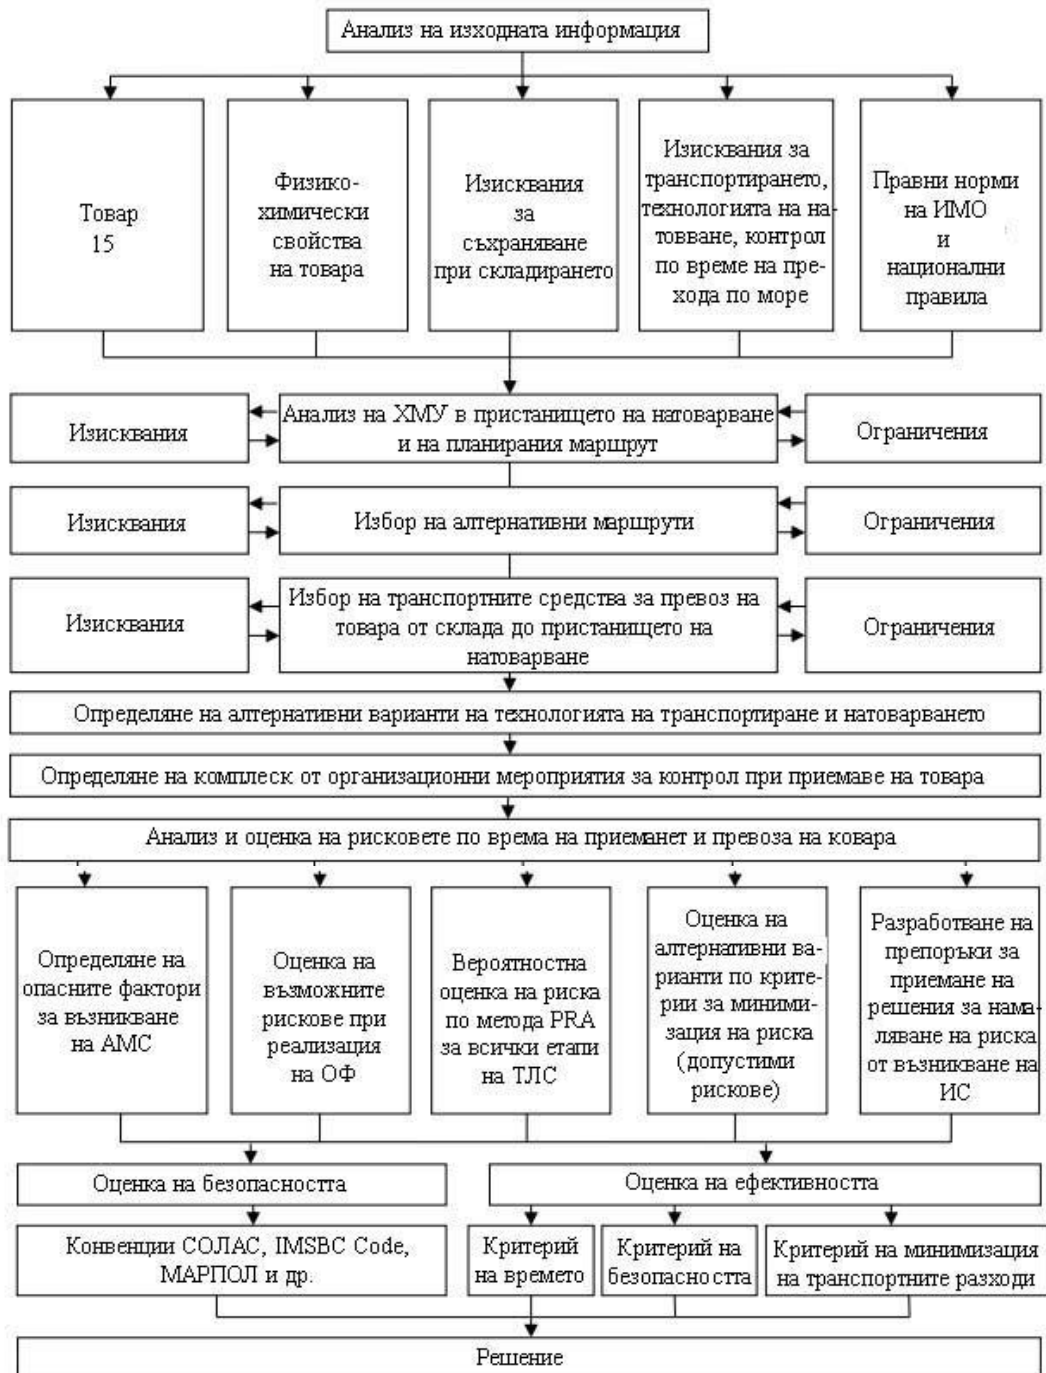 Анализ на изходната информация
Товар
15
Физико-
химически
свойства
на товара
Изисквания
за
съхраняване
при складирането
Изисквания за
транспортирането,
технологията на на-
товване, контрол
по време на пре-
хода по море
Правни норми
на ИМО
и
национални
правила
Изисквания
Анализ на ХМУ в пристанището на натоварване
и на планирания маршрут
Ограничения
Изисквания
Избор на алтернативни маршрути
Ограничения
Изисквания
Избор на транспортните средства за превоз на
товара от склада до пристанището на
натоварване
Ограничения
Определяне на алтернативни варианти на технологията на транспортиране и натоварването
Определяне на комплеск от организационни мероприятия за контрол при приемаве на товара
Анализ и оценка на рисковете по врема на приеманет и превоза на ковара
Определяне на
опасните фактори
за възникване
на АМС
Оценка на
възможните
рискове при
реализация
на ОФ
Вероятностна
оценка на риска
по метода PRA
за всички етапи
на ТЛС
Оценка на
алтернативни ва-
рианти по крите-
рии за миними-
зация на риска
(допустими
рискове)
Разработване на
препоръки за
приемане на
решения за нама-
ляване на риска
от възникване на
ИС
Оценка на безопасността
Оценка на ефективността
Конвенции СОЛАС, IMSBC Code,
МАРПОЛ и др.
Критерий
на времето
Критерий на
безопасността
Критерий на минимизация
на транспортните разходи
Решение